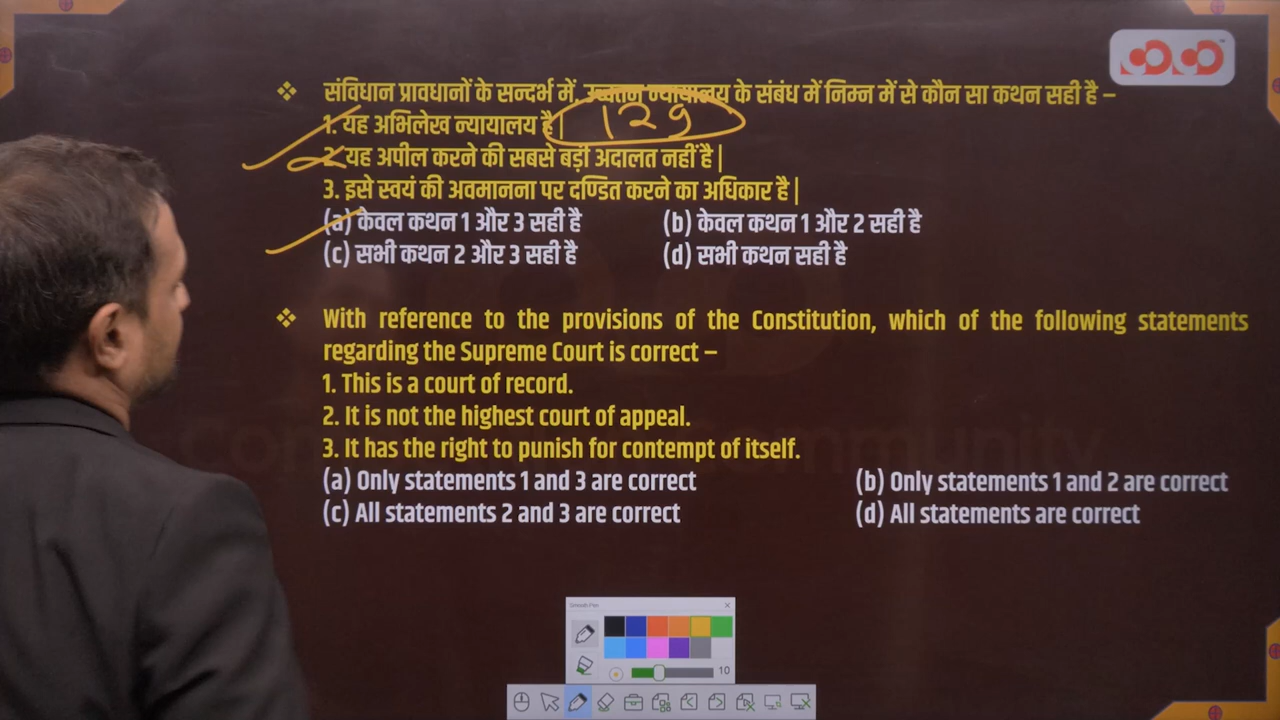 ❖ संविधान प्रावधानों के सन्दर्भ में, उच्चतम न्यायालय के संबंध में निम्न में से कौन सा कथन सही है –
1. यह अभिलेख न्यायालय है| 129
2. यह अपील करने की सबसे बड़ी अदालत नहीं है|
3. इसे स्वयं की अवमानना पर दण्डित करने का अधिकार है|
(a) केवल कथन 1 और 3 सही है (b) केवल कथन 1 और 2 सही है
(c) सभी कथन 2 और 3 सही है (d) सभी कथन सही है
❖ With reference to the provisions of the Constitution, which of the following statements
regarding the Supreme Court is correct –
1. This is a court of record.
2. It is not the highest court of appeal.
3. It has the right to punish for contempt of itself.
(a) Only statements 1 and 3 are correct (b) Only statements 1 and 2 are correct
(c) All statements 2 and 3 are correct (d) All statements are correct
10